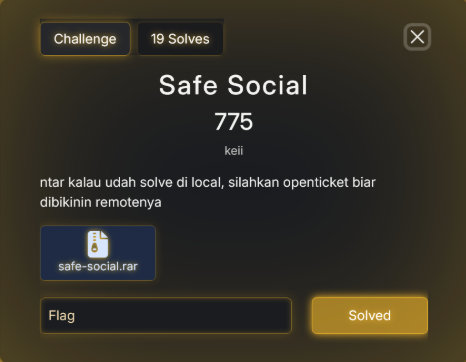 Challenge
19 Solves
Safe Social
775
keii
ntar kalau udah solve di local, silahkan openticket biar
dibikinin remotenya
safe-social.rar
Flag
Solved